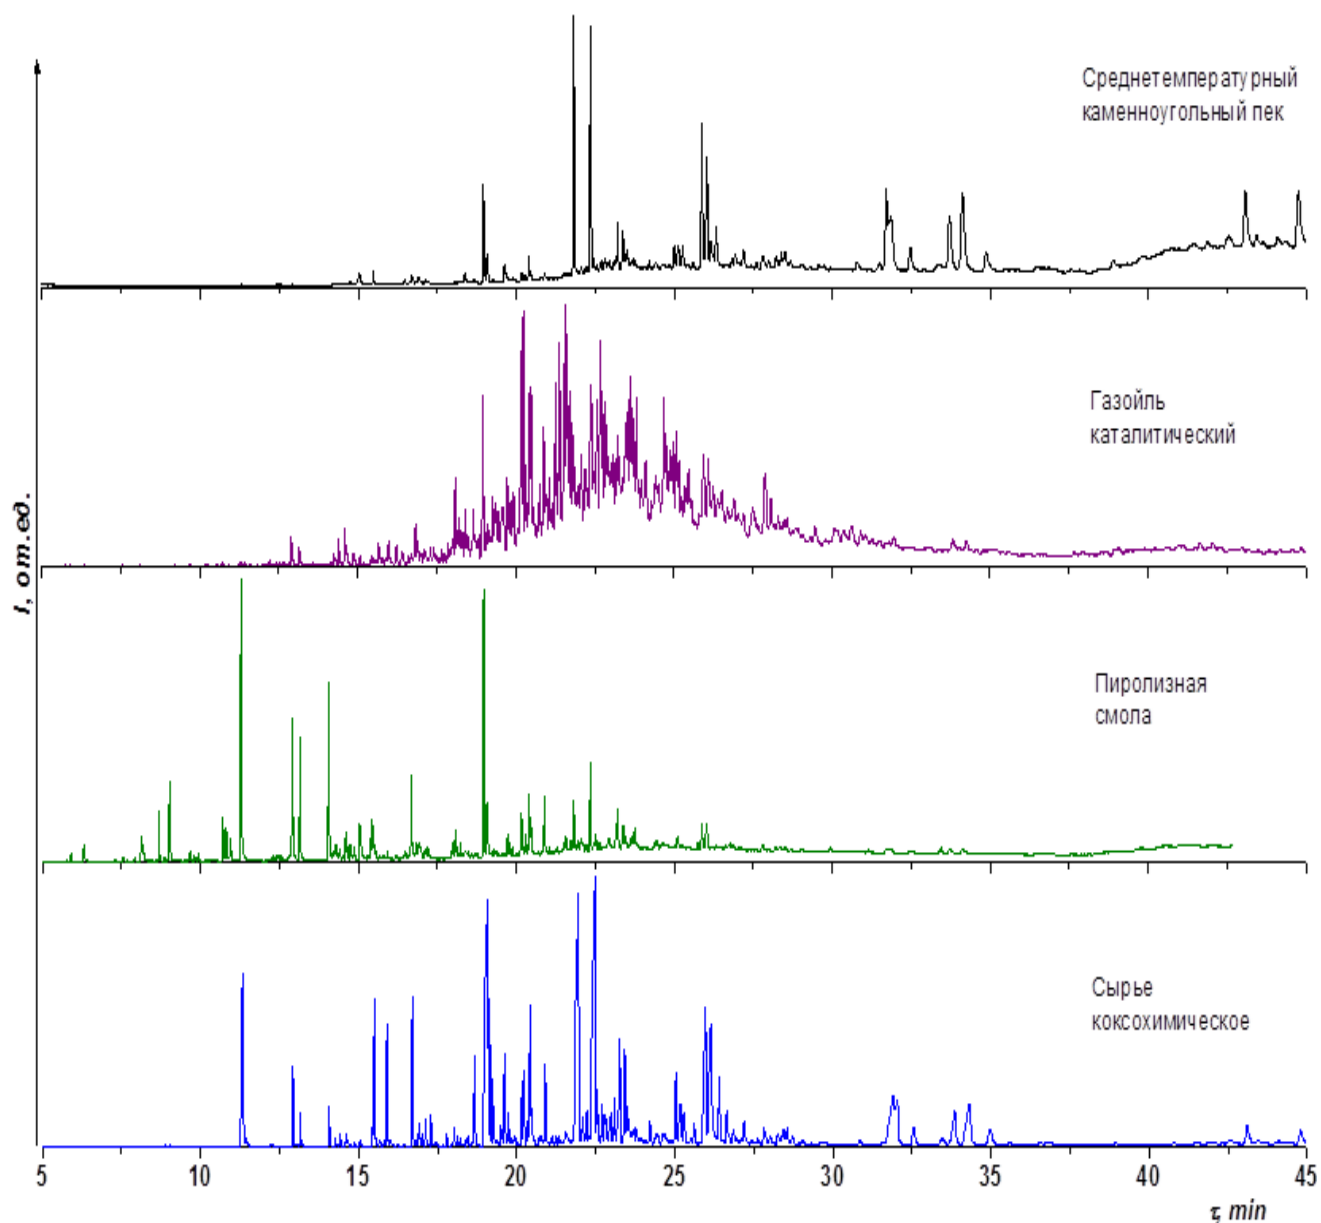 Среднетемпературный
каменноугольный пек
Газойль
каталитический
I, от.ед.
Пиролизная
смола
Сырье
коксохимическое
5 10 15 20 25 30 35 40 45
τ, min